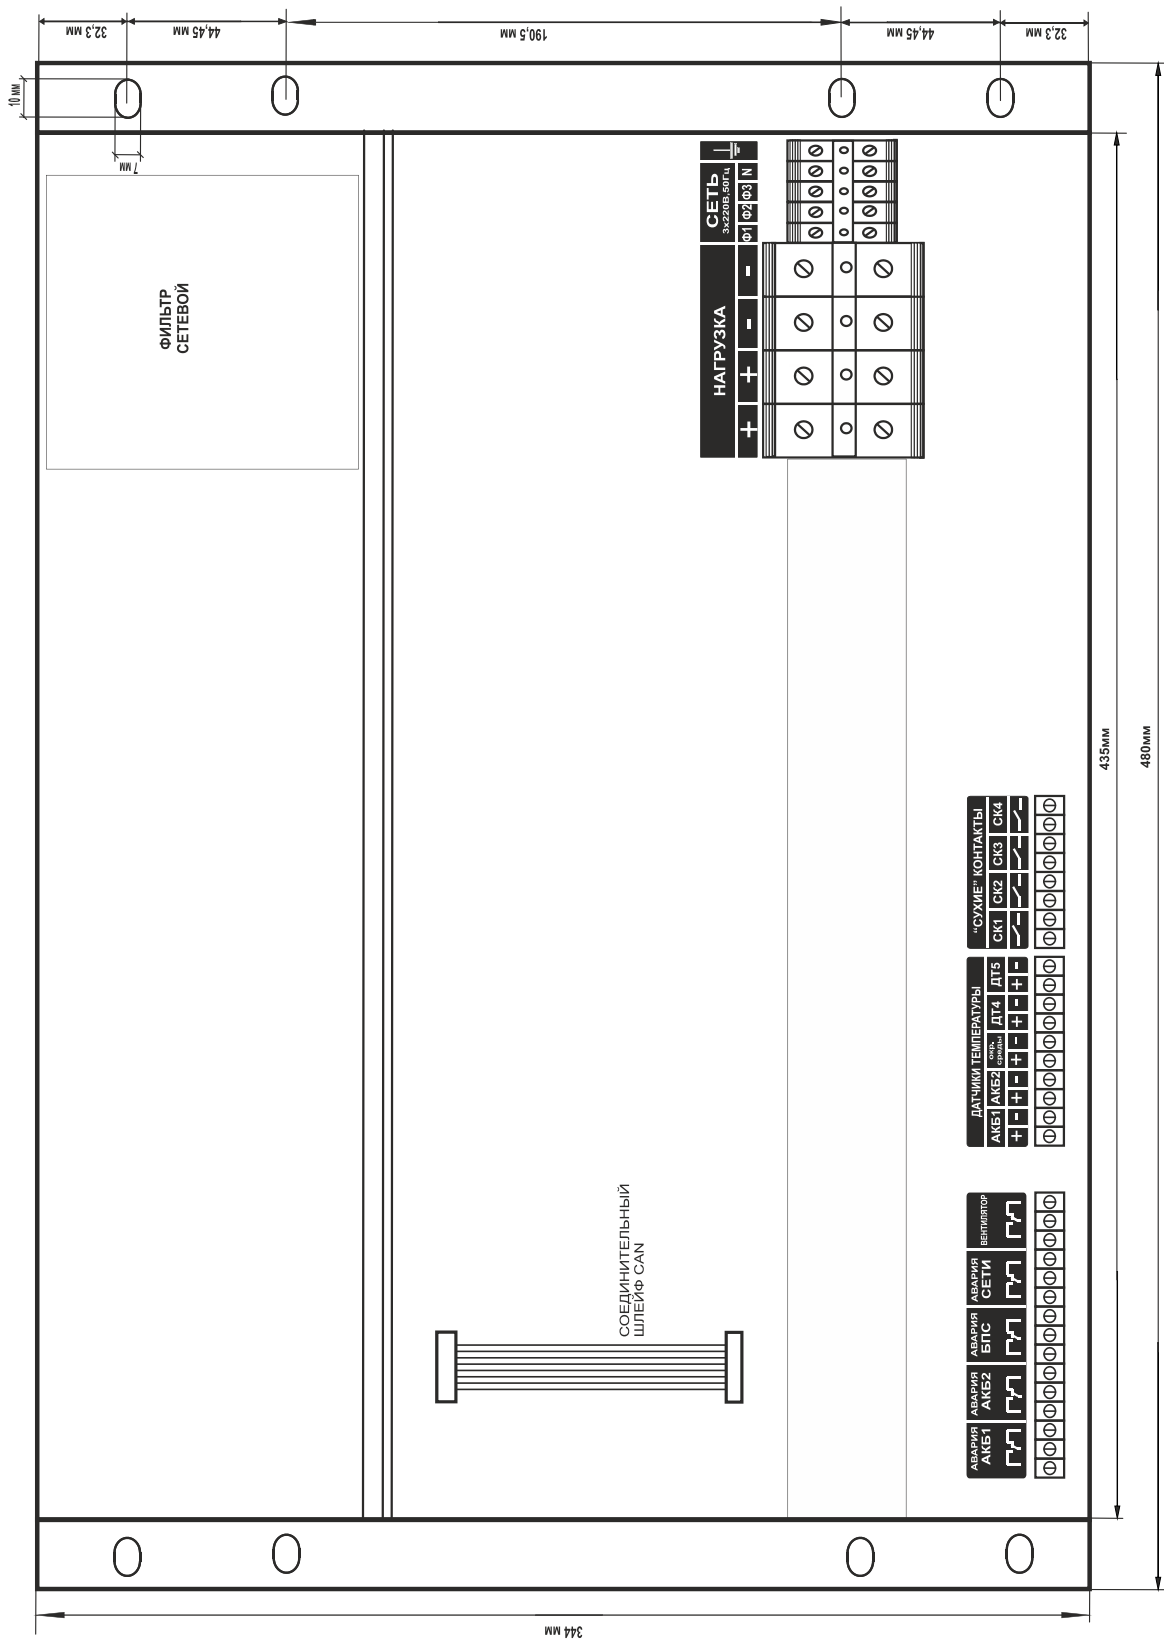 32,3 мм
44,45 мм
190,5 мм
44,45 мм
32,3 мм
10 мм
7 мм
ФИЛЬТР
СЕТЕВОЙ
СЕТЬ
3х220В,50Гц
Ф1 Ф2 Ф3 N
НАГРУЗКА
+ + - -
435мм
480мм
"СУХИЕ" КОНТАКТЫ
СК1 СК2 СК3 СК4
ДАТЧИКИ ТЕМПЕРАТУРЫ
АКБ1 АКБ2 окр. среды ДТ4 ДТ5
+ - + - + - + - + -
СОЕДИНИТЕЛЬНЫЙ
ШЛЕЙФ CAN
АВАРИЯ
АКБ1
АВАРИЯ
АКБ2
АВАРИЯ
БПС
АВАРИЯ
СЕТИ
ВЕНТИЛЯТОР
344 мм